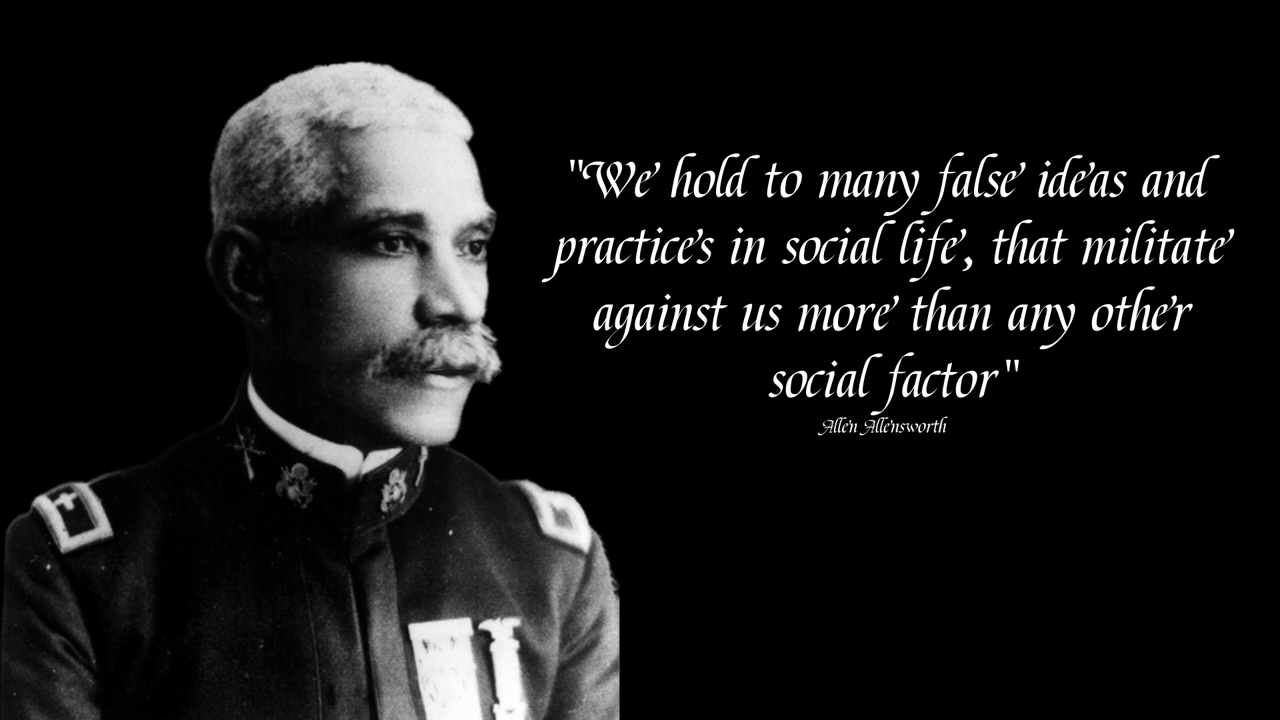 "We hold to many false ideas and
practices in social life, that militate
against us more than any other
social factor"
Allen Allensworth